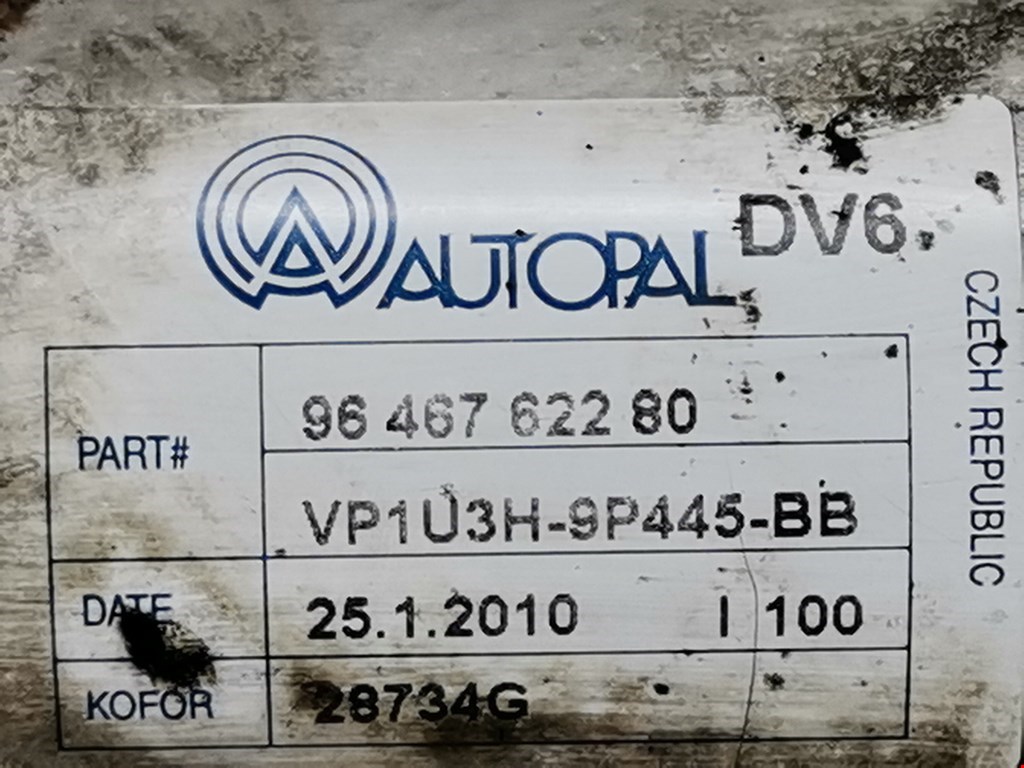 AUTOPAL DV6
CZECH REPUBLIC
PART# 96 467 622 80
VP1U3H-9P445-BB
DATE 25.1.2010 I 100
KOFOR 28734G